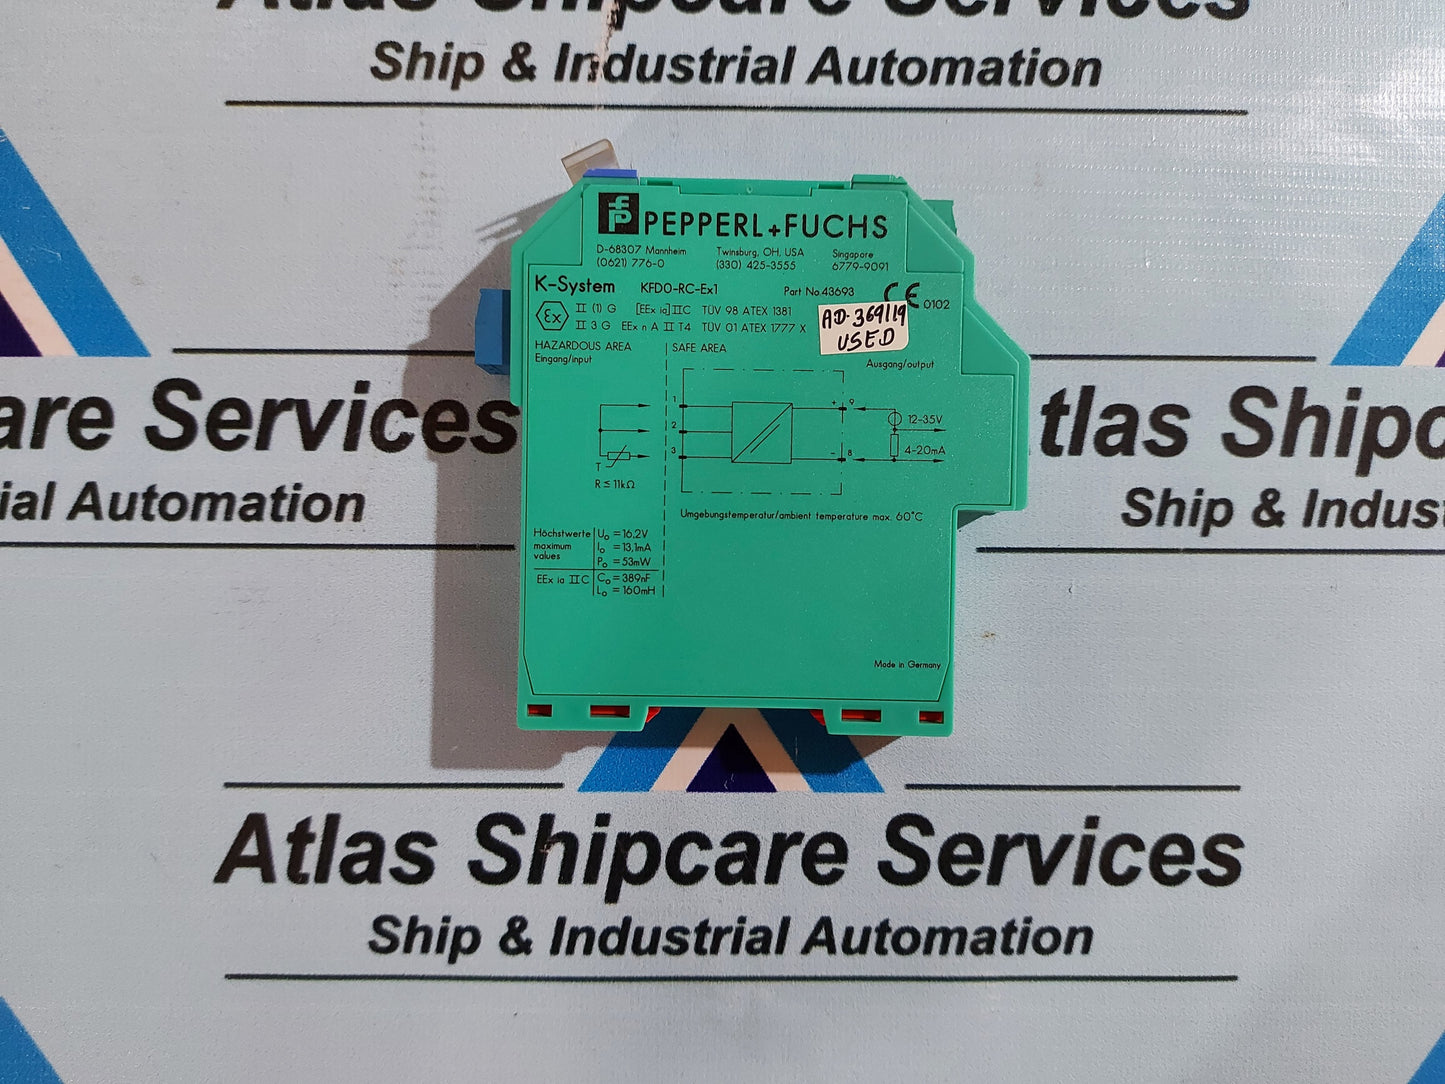 Atlas Shipcare Services
Ship & Industrial Automation
PEPPERL+FUCHS
D-68307 Mannheim Twinsburg, OH, USA Singapore
(0621) 776-0 (330) 425-3555 6779-9091
K-System KFD0-RC-Ex1 Part No. 43693 CE 0102
Ex II (1) G [EEx ia] IIC TÜV 98 ATEX 1381
II 3 G EEx n A II T4 TÜV 01 ATEX 1777 X
AD-369119
USED
HAZARDOUS AREA SAFE AREA
Eingang/input Ausgang/output
1 + 9
12-35V
2
4-20mA
3 - 8
T
R ≤ 11kΩ
Umgebungstemperatur/ambient temperature max. 60°C
Höchstwerte Uo = 16,2V
maximum Io = 13,1mA
values Po = 53mW
EEx ia IIC Co = 389nF
Lo = 160mH
Made in Germany
are Services
ial Automation
tlas Shipc
Ship & Indus
Atlas Shipcare Services
Ship & Industrial Automation